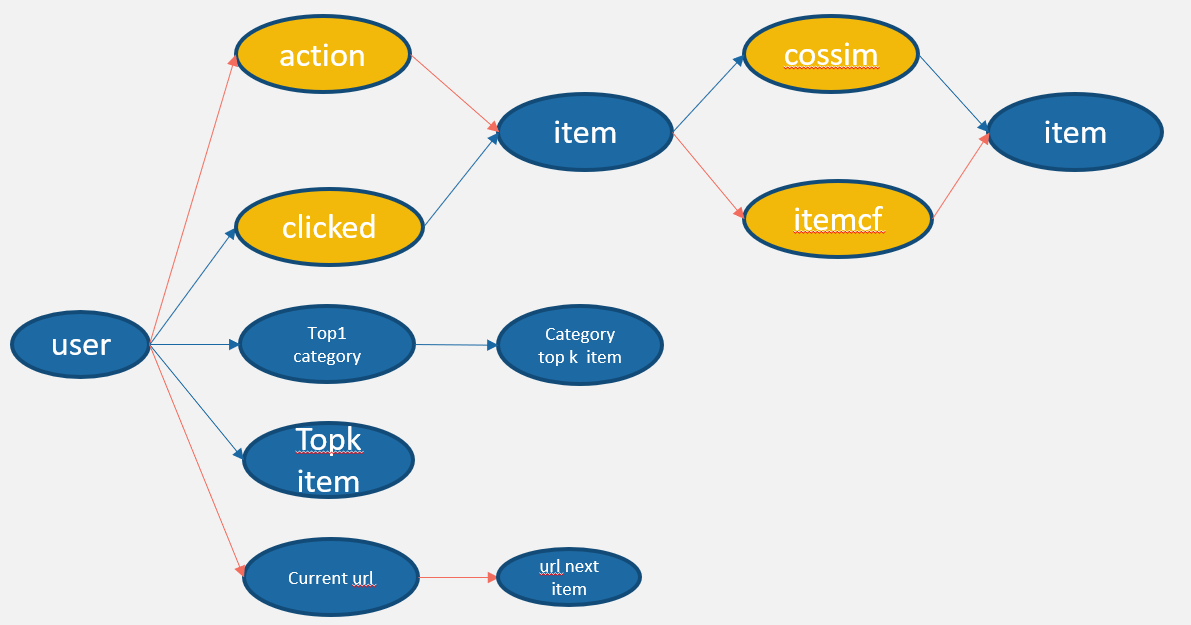 action
cossim
item
item
clicked
itemcf
user
Top1
category
Category
top k item
Topk
item
Current url
url next
item